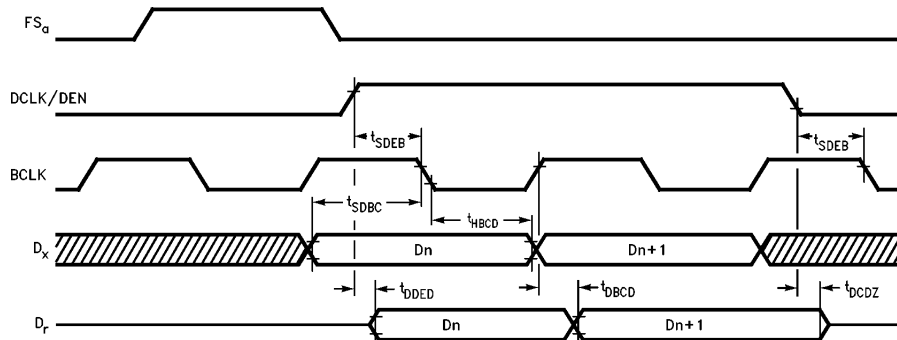 FSa
DCLK/DEN
tSDEB
tSDEB
BCLK
tSDBC
tHBCD
Dx
Dn
Dn+1
tDDED
tDBCD
tDCDZ
Dr
Dn
Dn+1